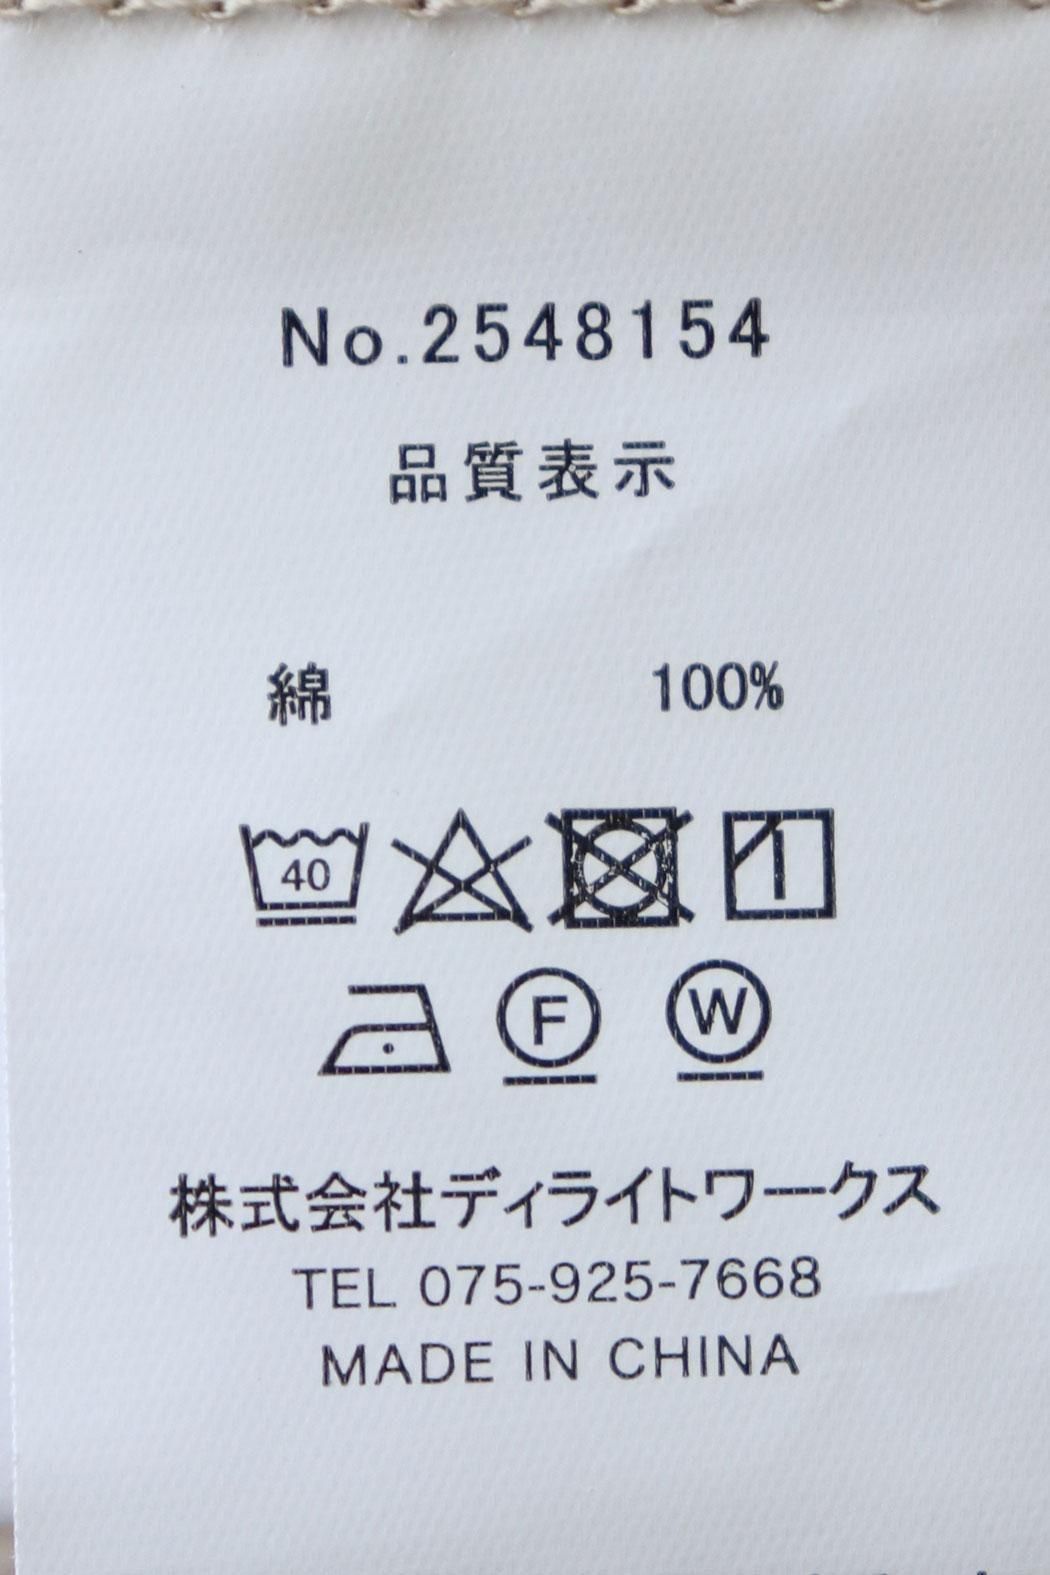 No.2548154
品質表示
綿 100%
40
F W
株式会社ディライトワークス
TEL 075-925-7668
MADE IN CHINA